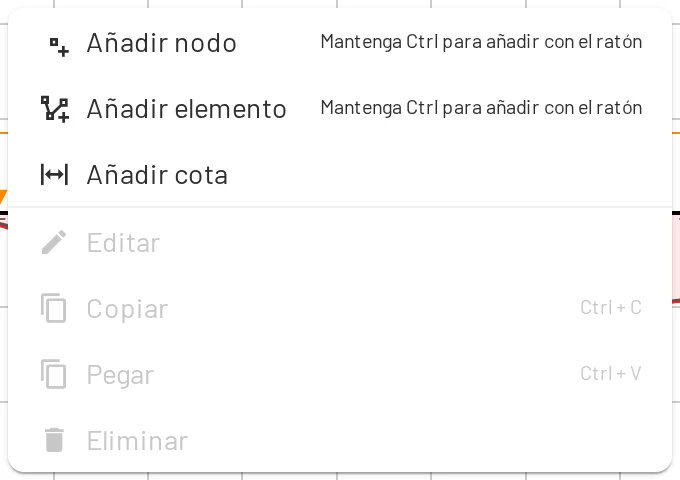 Añadir nodo Mantenga Ctrl para añadir con el ratón
Añadir elemento Mantenga Ctrl para añadir con el ratón
Añadir cota
Editar
Copiar Ctrl + C
Pegar Ctrl + V
Eliminar